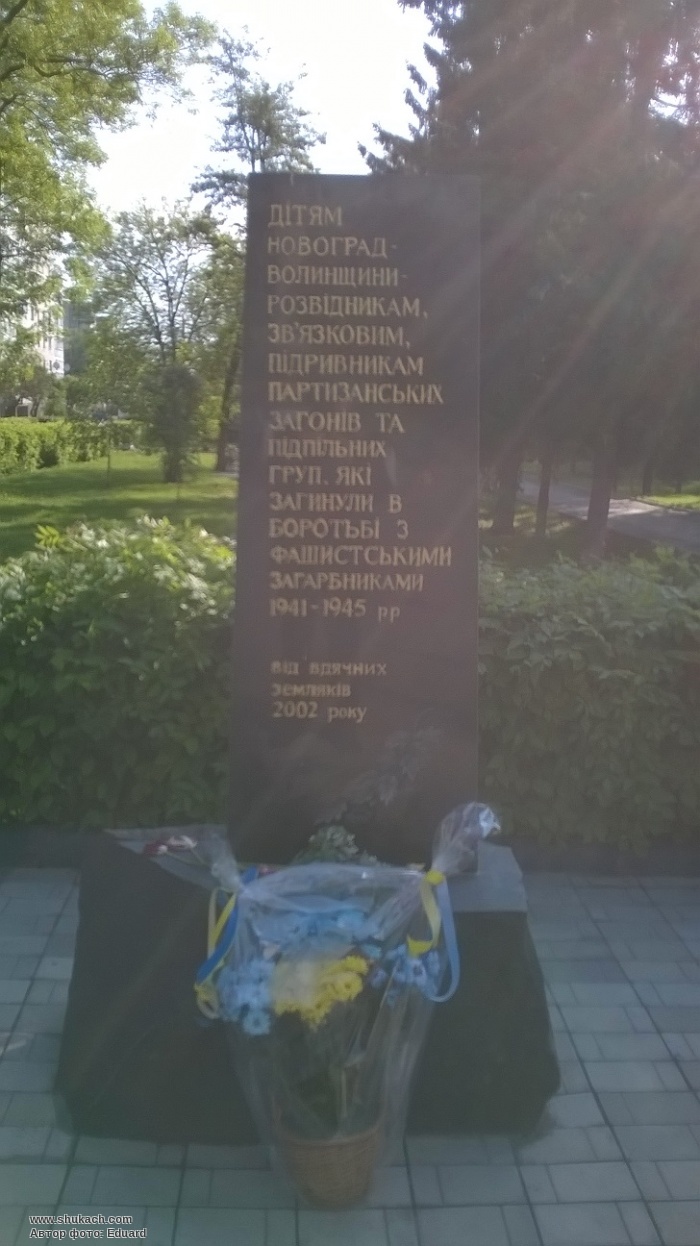 ДІТЯМ
НОВОГРАД-
ВОЛИНЩИНИ-
РОЗВІДНИКАМ,
ЗВ'ЯЗКОВИМ,
ПІДРИВНИКАМ
ПАРТИЗАНСЬКИХ
ЗАГОНІВ ТА
ПІДПІЛЬНИХ
ГРУП, ЯКІ
ЗАГИНУЛИ В
БОРОТЬБІ З
ФАШИСТСЬКИМИ
ЗАГАРБНИКАМИ
1941-1945 рр
від вдячних
земляків
2002 року
www.shukach.com
Автор фото: Eduard